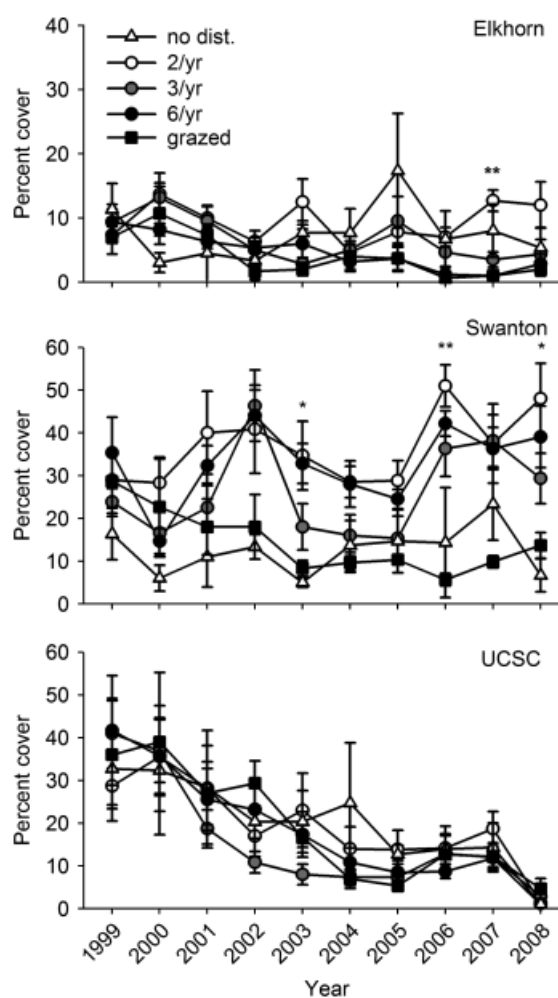 Elkhorn
no dist.
2/yr
3/yr
6/yr
grazed
Percent cover
40
30
20
10
0
**
Swanton
Percent cover
60
50
40
30
20
10
0
*
**
*
UCSC
Percent cover
60
50
40
30
20
10
0
1999
2000
2001
2002
2003
2004
2005
2006
2007
2008
Year